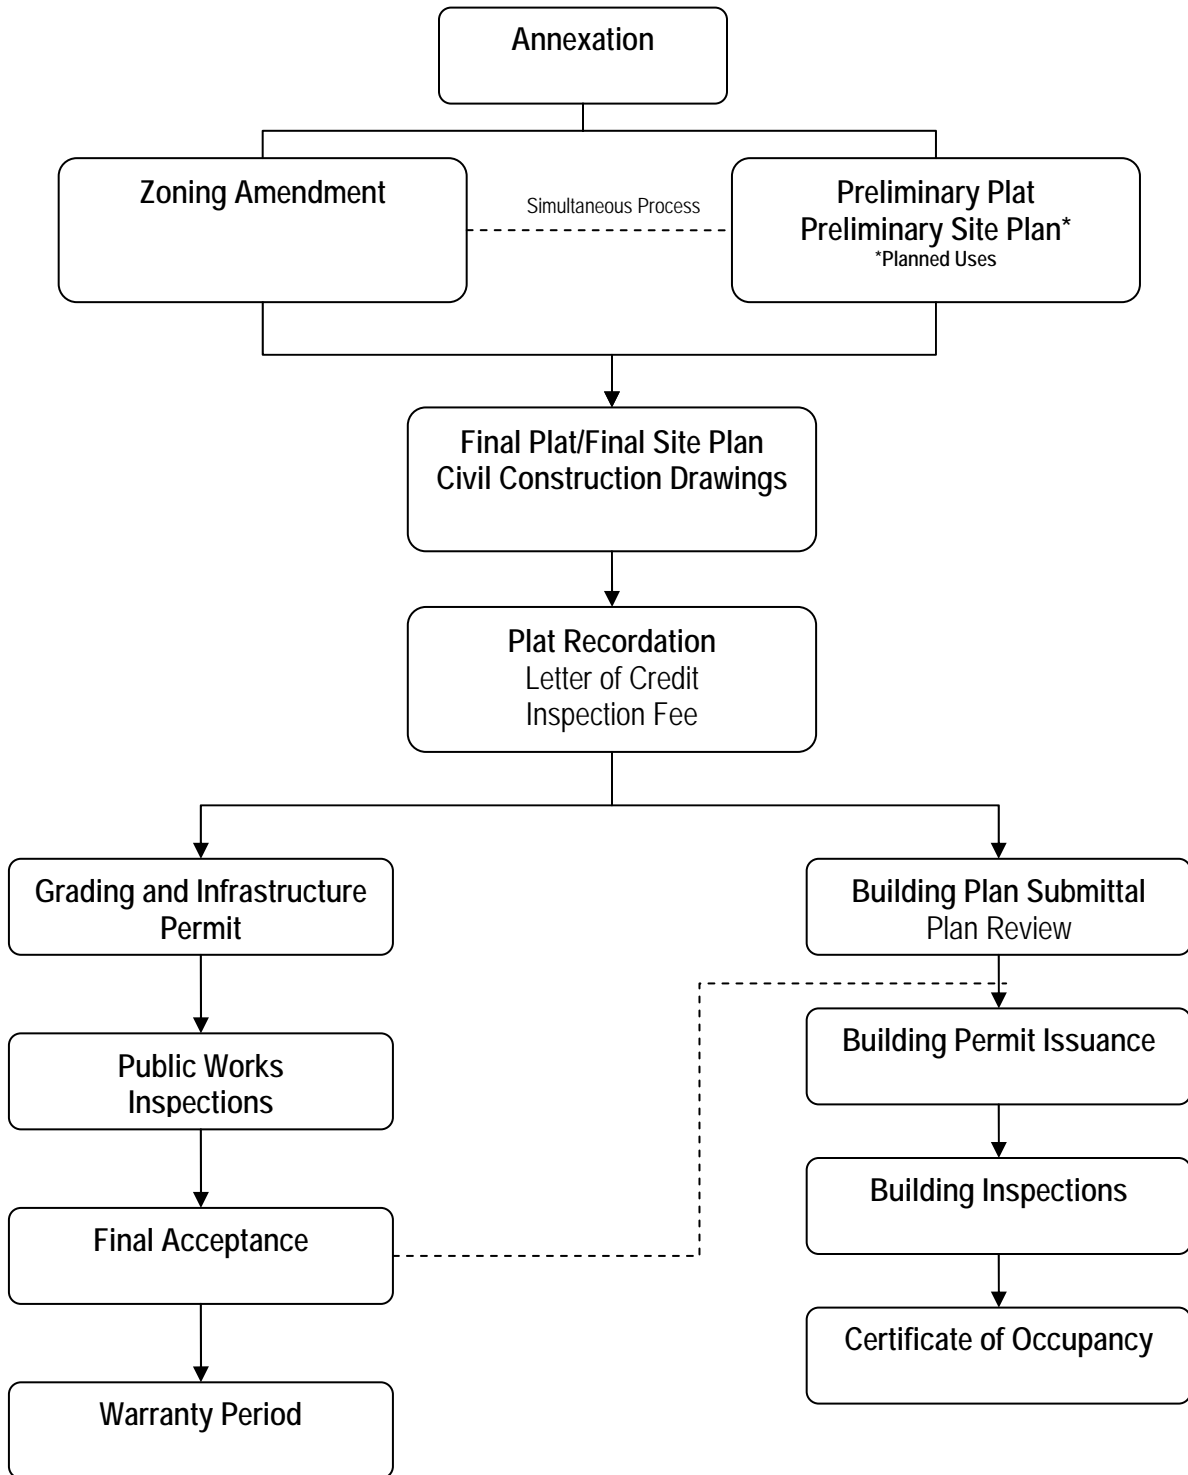 Annexation
Zoning Amendment
Simultaneous Process
Preliminary Plat
Preliminary Site Plan*
*Planned Uses
Final Plat/Final Site Plan
Civil Construction Drawings
Plat Recordation
Letter of Credit
Inspection Fee
Grading and Infrastructure
Permit
Building Plan Submittal
Plan Review
Public Works
Inspections
Building Permit Issuance
Final Acceptance
Building Inspections
Warranty Period
Certificate of Occupancy